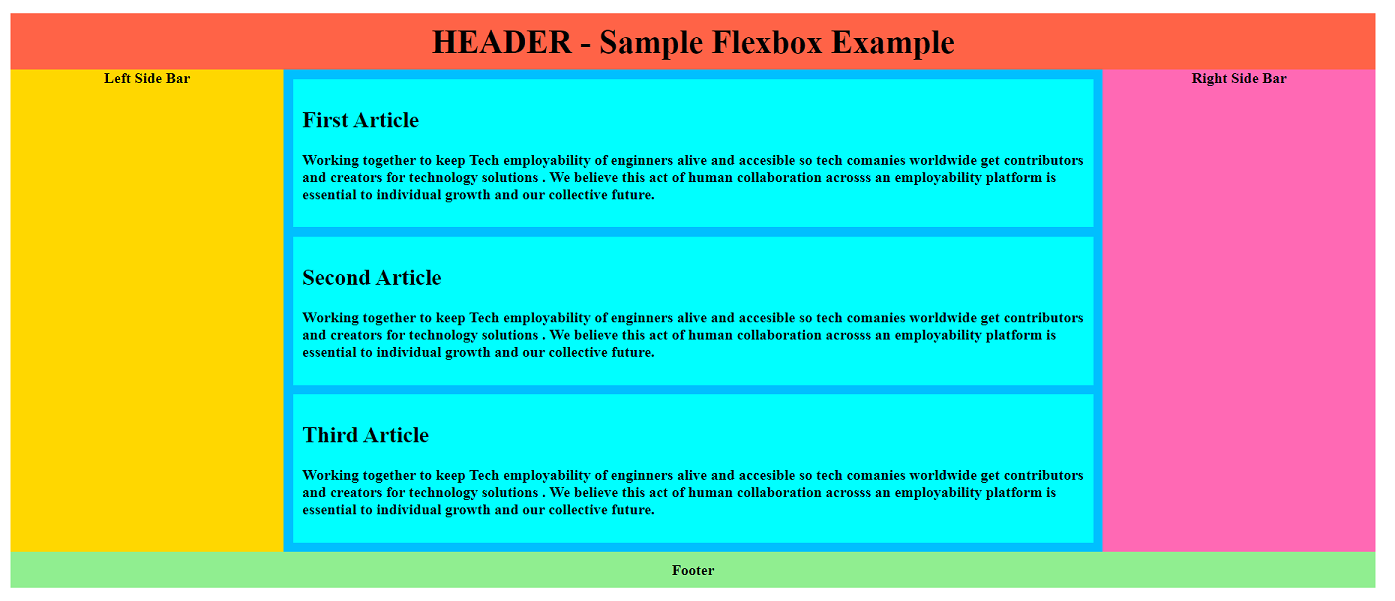 HEADER - Sample Flexbox Example
Left Side Bar
Right Side Bar
First Article
Working together to keep Tech employability of enginners alive and accesible so tech comanies worldwide get contributors
and creators for technology solutions . We believe this act of human collaboration acrosss an employability platform is
essential to individual growth and our collective future.
Second Article
Working together to keep Tech employability of enginners alive and accesible so tech comanies worldwide get contributors
and creators for technology solutions . We believe this act of human collaboration acrosss an employability platform is
essential to individual growth and our collective future.
Third Article
Working together to keep Tech employability of enginners alive and accesible so tech comanies worldwide get contributors
and creators for technology solutions . We believe this act of human collaboration acrosss an employability platform is
essential to individual growth and our collective future.
Footer